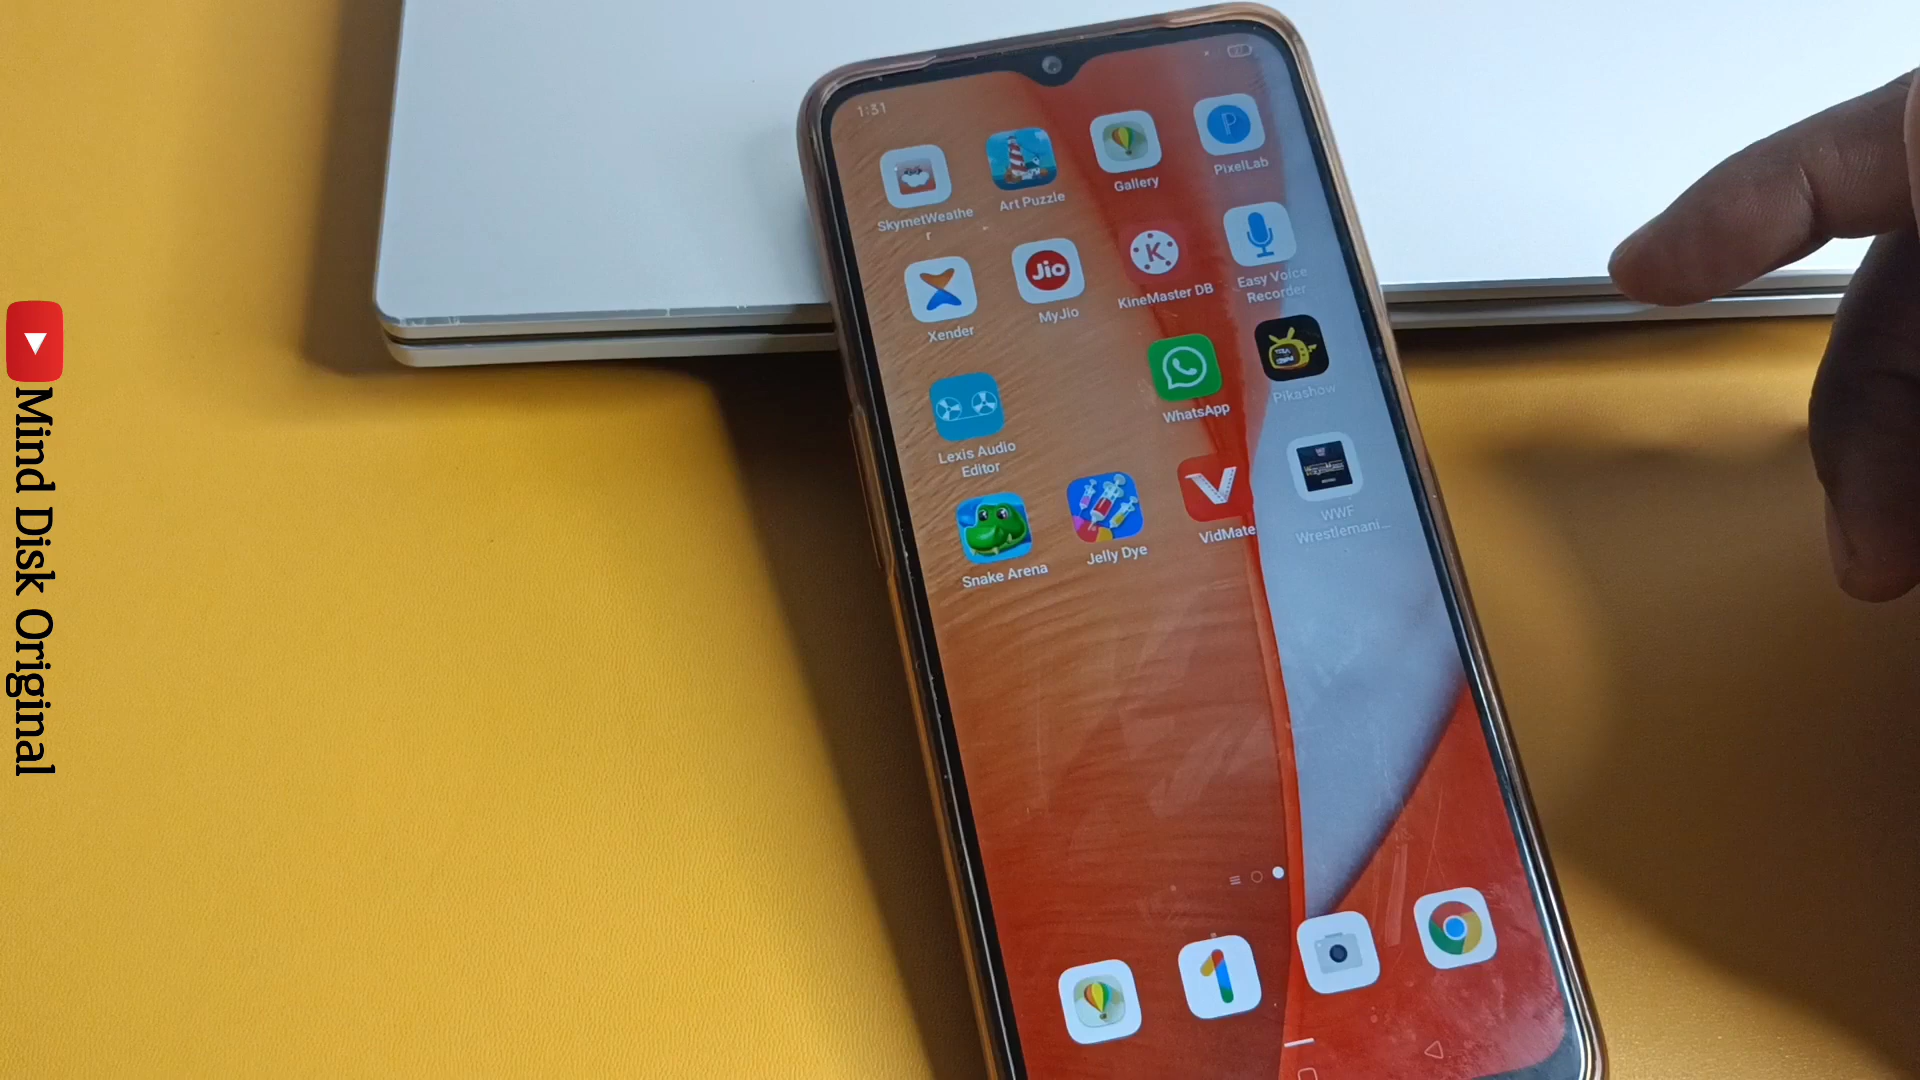 Mind Disk Original
1:31
SkymetWeathe
r
Art Puzzle
Gallery
PixelLab
Xender
Jio
MyJio
K
KineMaster DB
Easy Voice
Recorder
Lexis Audio
Editor
WhatsApp
Pikashow
Snake Arena
Jelly Dye
VidMate
WWF
Wrestlemani...
1